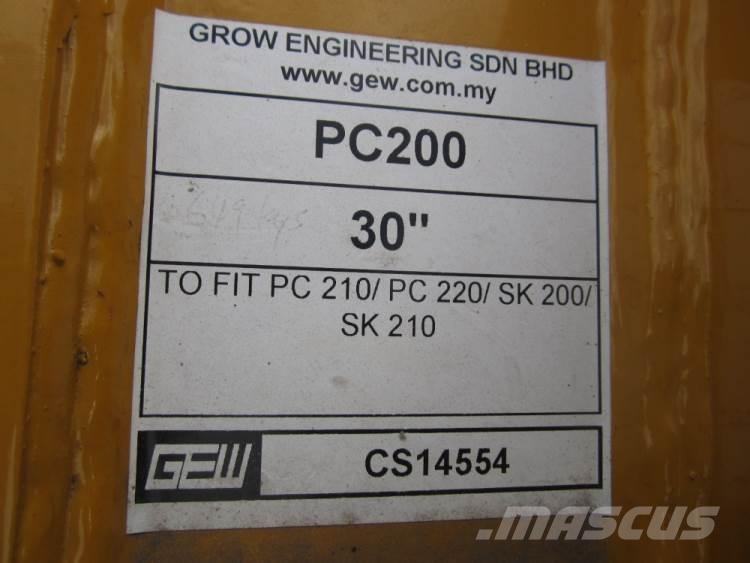 GROW ENGINEERING SDN BHD
www.gew.com.my
PC200
30"
TO FIT PC 210/ PC 220/ SK 200/
SK 210
GEW
CS14554
.mascus